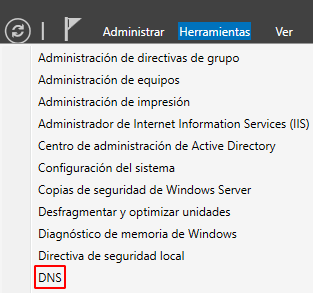 Administrar Herramientas Ver
Administración de directivas de grupo
Administración de equipos
Administración de impresión
Administrador de Internet Information Services (IIS)
Centro de administración de Active Directory
Configuración del sistema
Copias de seguridad de Windows Server
Desfragmentar y optimizar unidades
Diagnóstico de memoria de Windows
Directiva de seguridad local
DNS